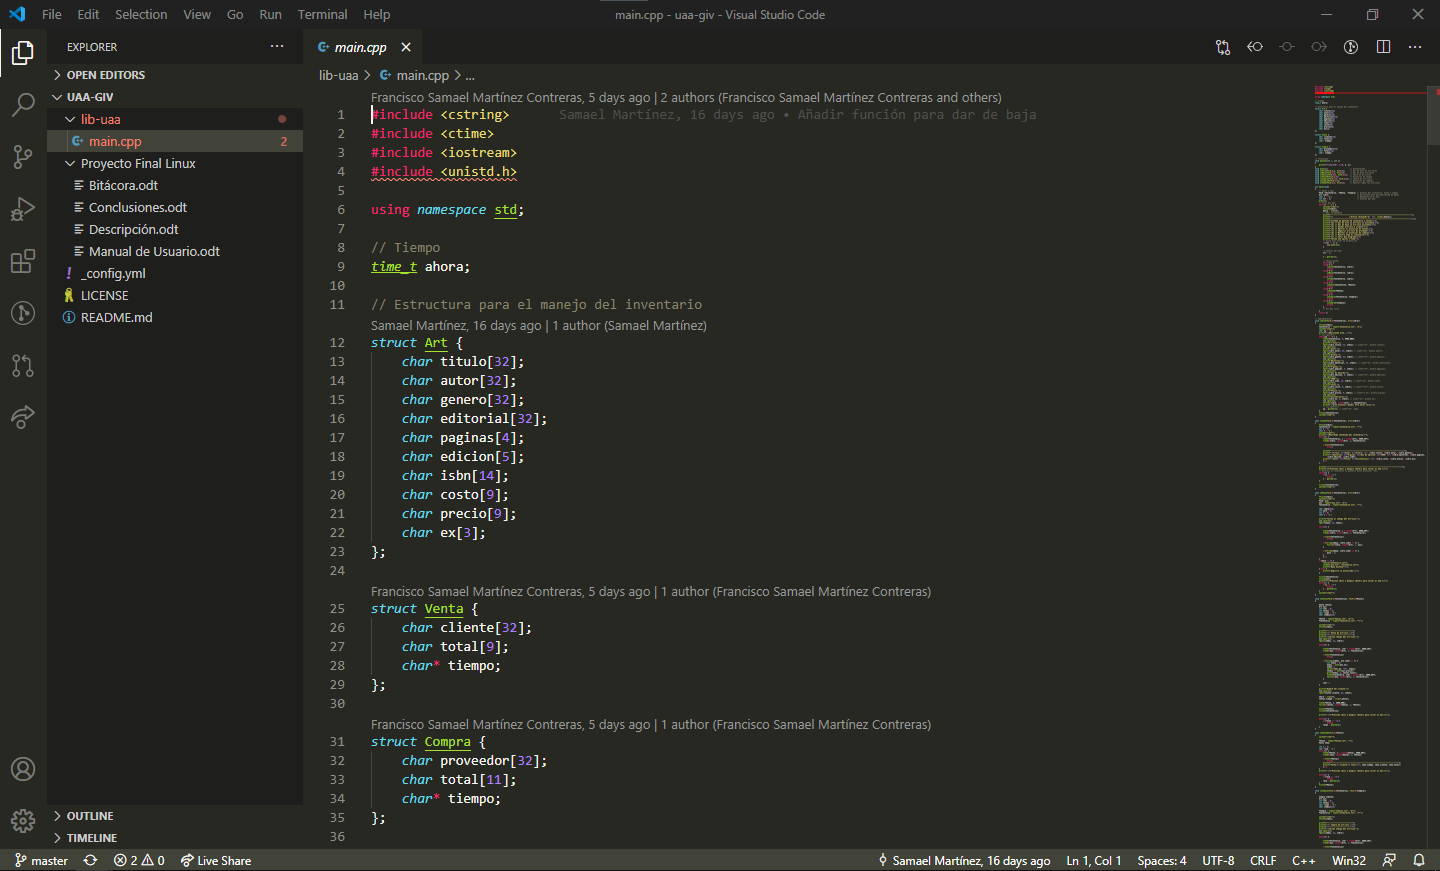 File Edit Selection View Go Run Terminal Help
main.cpp - uaa-giv - Visual Studio Code
EXPLORER
OPEN EDITORS
UAA-GIV
lib-uaa
main.cpp 2
Proyecto Final Linux
Bitácora.odt
Conclusiones.odt
Descripción.odt
Manual de Usuario.odt
_config.yml
LICENSE
README.md
OUTLINE
TIMELINE
main.cpp
lib-uaa > main.cpp > ...
Francisco Samael Martínez Contreras, 5 days ago | 2 authors (Francisco Samael Martínez Contreras and others)
1 #include <cstring> Samael Martínez, 16 days ago • Añadir función para dar de baja
2 #include <ctime>
3 #include <iostream>
4 #include <unistd.h>
5
6 using namespace std;
7
8 // Tiempo
9 time_t ahora;
10
11 // Estructura para el manejo del inventario
Samael Martínez, 16 days ago | 1 author (Samael Martínez)
12 struct Art {
13 char titulo[32];
14 char autor[32];
15 char genero[32];
16 char editorial[32];
17 char paginas[4];
18 char edicion[5];
19 char isbn[14];
20 char costo[9];
21 char precio[9];
22 char ex[3];
23 };
24
Francisco Samael Martínez Contreras, 5 days ago | 1 author (Francisco Samael Martínez Contreras)
25 struct Venta {
26 char cliente[32];
27 char total[9];
28 char* tiempo;
29 };
30
Francisco Samael Martínez Contreras, 5 days ago | 1 author (Francisco Samael Martínez Contreras)
31 struct Compra {
32 char proveedor[32];
33 char total[11];
34 char* tiempo;
35 };
36
master 2 0 Live Share Samael Martínez, 16 days ago Ln 1, Col 1 Spaces: 4 UTF-8 CRLF C++ Win32